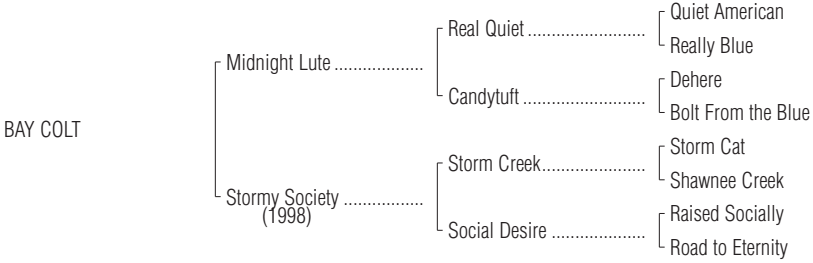 Quiet American
Real Quiet ..........................
Really Blue
Midnight Lute ...................
Dehere
Candytuft ...........................
Bolt From the Blue
BAY COLT
Storm Cat
Storm Creek.......................
Shawnee Creek
Stormy Society .................
(1998)
Raised Socially
Social Desire .....................
Road to Eternity